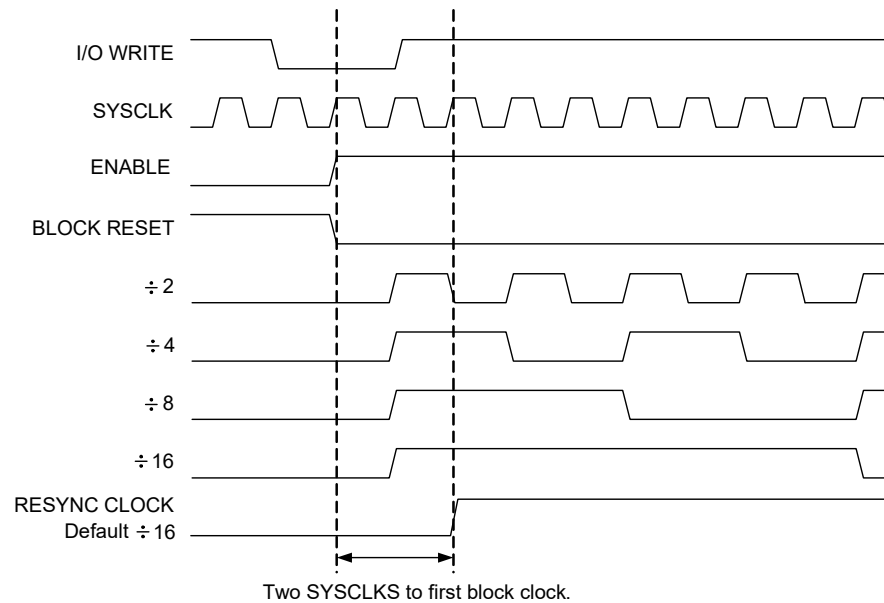 I/O WRITE
SYSCLK
ENABLE
BLOCK RESET
÷ 2
÷ 4
÷ 8
÷ 16
RESYNC CLOCK
Default ÷ 16
Two SYSCLKS to first block clock.